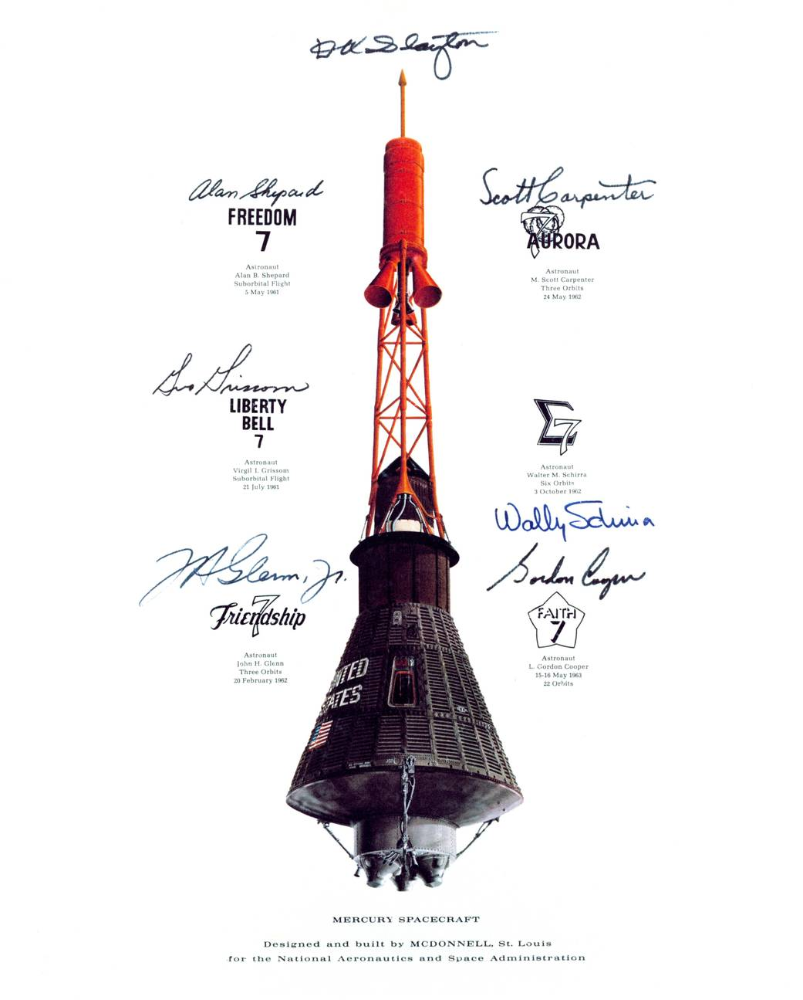 D K Slayton
Alan Shepard
FREEDOM
7
Astronaut
Alan B. Shepard
Suborbital Flight
5 May 1961
Scott Carpenter
7
AURORA
Astronaut
M. Scott Carpenter
Three Orbits
24 May 1962
Gus Grissom
LIBERTY
BELL
7
Astronaut
Virgil I. Grissom
Suborbital Flight
21 July 1961
Σ7
Astronaut
Walter M. Schirra
Six Orbits
3 October 1962
Wally Schirra
JH Glenn, Jr.
Friendship
7
Astronaut
John H. Glenn
Three Orbits
20 February 1962
Gordon Cooper
FAITH
7
Astronaut
L. Gordon Cooper
15-16 May 1963
22 Orbits
UNITED
STATES
MERCURY SPACECRAFT
Designed and built by MCDONNELL, St. Louis
for the National Aeronautics and Space Administration